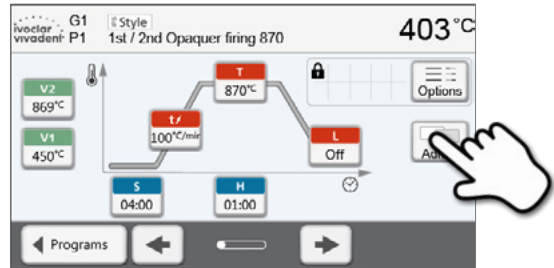 ivoclar
vivadent
G1
P1
IPS Style
1st / 2nd Opaquer firing 870
403°C
V2
869°C
V1
450°C
T
870°C
t↗
100°C/min
L
Off
S
04:00
H
01:00
Options
Programs